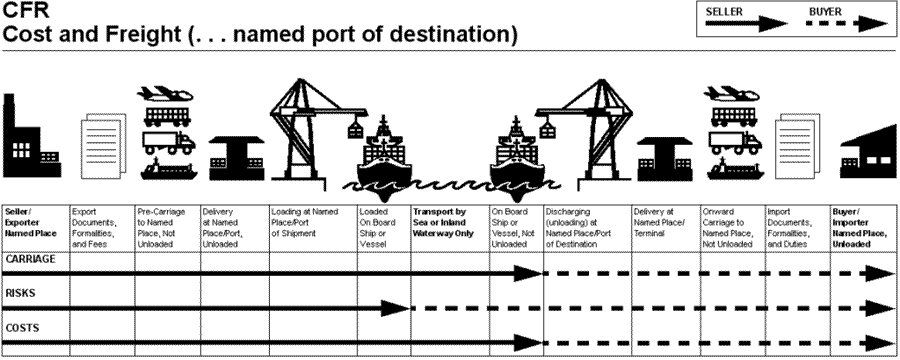 CFR
Cost and Freight (. . . named port of destination)
SELLER
BUYER
Seller/
Exporter
Named Place
Export
Documents,
Formalities,
and Fees
Pre-Carriage
to Named
Place, Not
Unloaded
Delivery
at Named
Place/Port,
Unloaded
Loading at Named
Place/Port
of Shipment
Loaded
On Board
Ship or
Vessel
Transport by
Sea or Inland
Waterway Only
On Board
Ship or
Vessel, Not
Unloaded
Discharging
(unloading) at
Named Place/Port
of Destination
Delivery at
Named Place/
Terminal
Onward
Carriage to
Named Place,
Not Unloaded
Import
Documents,
Formalities,
and Duties
Buyer/
Importer
Named Place,
Unloaded
CARRIAGE
RISKS
COSTS